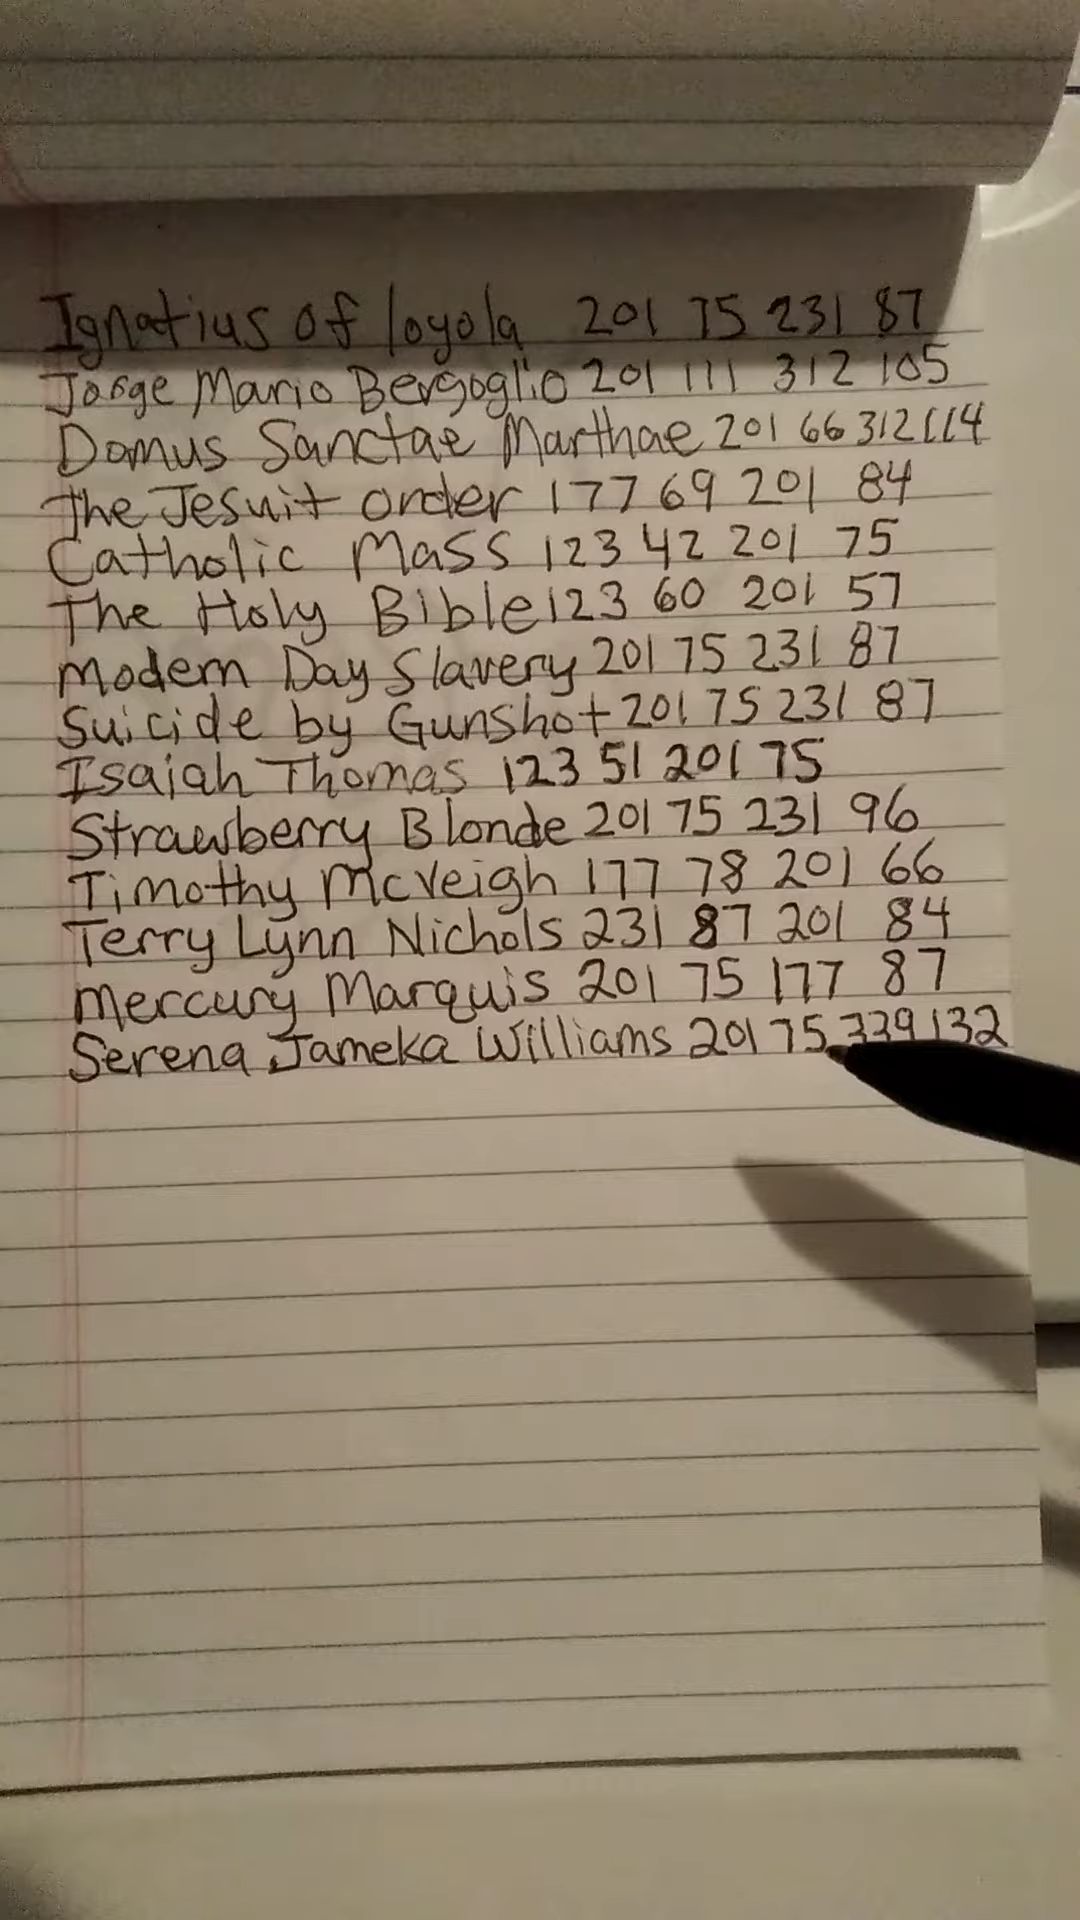 Ignatius of loyola 201 75 231 87
Jorge Mario Bergoglio 201 111 312 105
Domus Sanctae Marthae 201 66 312 114
The Jesuit order 177 69 201 84
Catholic Mass 123 42 201 75
The Holy Bible 123 60 201 57
Modern Day Slavery 201 75 231 87
Suicide by Gunshot 201 75 231 87
Isaiah Thomas 123 51 201 75
Strawberry Blonde 201 75 231 96
Timothy McVeigh 177 78 201 66
Terry Lynn Nichols 231 87 201 84
Mercury Marquis 201 75 177 87
Serena Jameka Williams 201 75 339 132